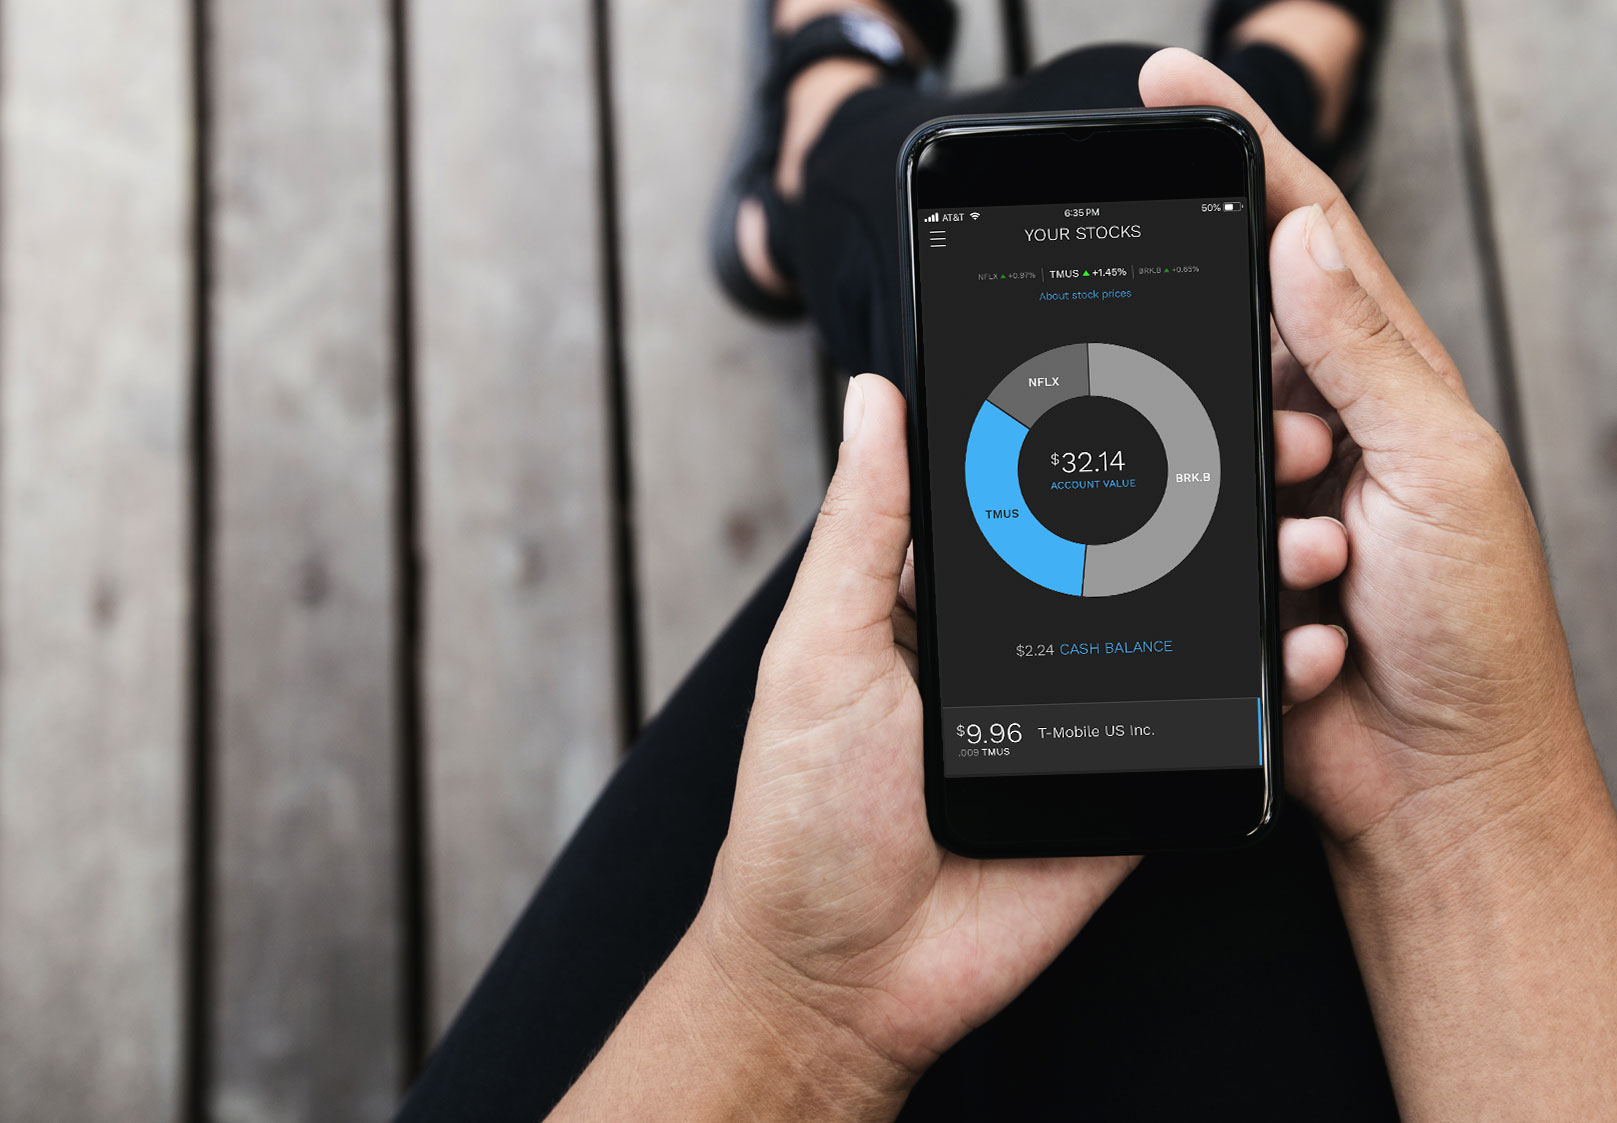 AT&T 6:35 PM 50%
YOUR STOCKS
NFLX ▲ +0.97% | TMUS ▲ +1.45% | BRK.B ▲ +0.65%
About stock prices
NFLX
$32.14
ACCOUNT VALUE
BRK.B
TMUS
$2.24 CASH BALANCE
$9.96 T-Mobile US Inc.
.009 TMUS